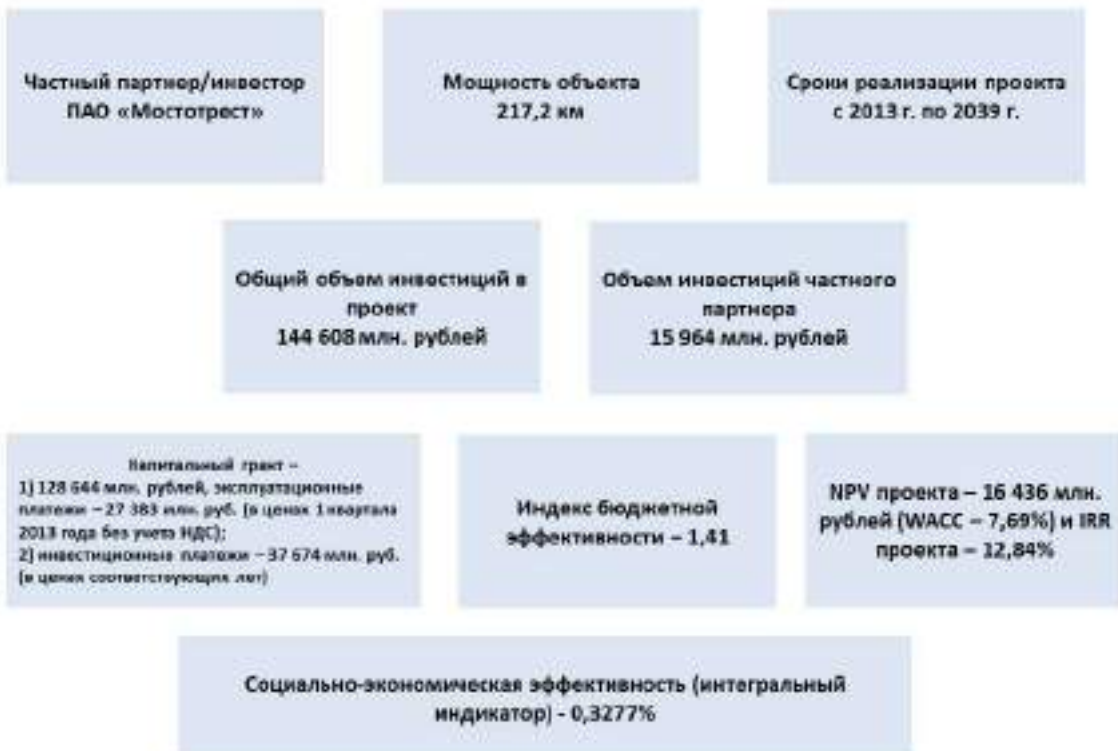 Частный партнер/инвестор
ПАО «Мостотрест»
Мощность объекта
217,2 км
Сроки реализации проекта
с 2013 г. по 2039 г.
Общий объем инвестиций в
проект
144 608 млн. рублей
Объем инвестиций частного
партнера
15 964 млн. рублей
Капитальный грант –
1) 128 644 млн. рублей, эксплуатационные
платежи – 27 383 млн. руб. (в ценах 1 квартала
2013 года без учета НДС);
2) инвестиционные платежи – 37 674 млн. руб.
(в ценах соответствующих лет)
Индекс бюджетной
эффективности – 1,41
NPV проекта – 16 436 млн.
рублей (WACC – 7,69%) и IRR
проекта – 12,84%
Социально-экономическая эффективность (интегральный
индикатор) - 0,3277%